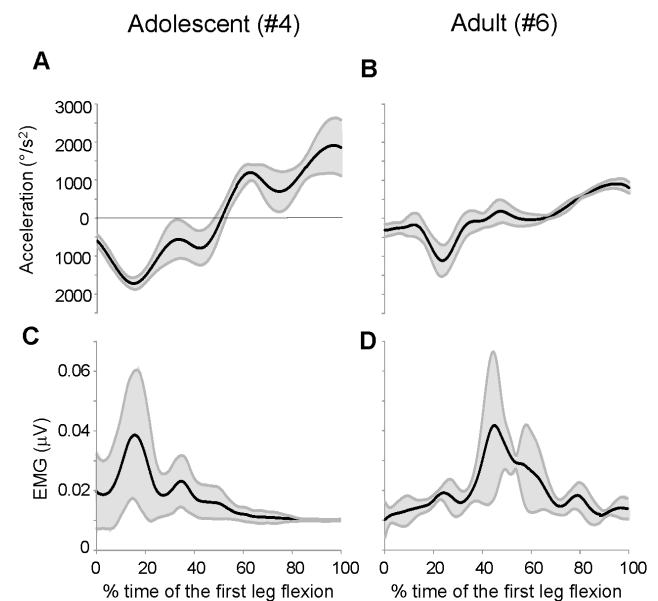 Adolescent (#4) Adult (#6)
A B
3000
2000
1000
0
1000
2000
Acceleration (°/s²)
C D
0.06
0.04
0.02
0
EMG (μV)
0 20 40 60 80 100 0 20 40 60 80 100
% time of the first leg flexion % time of the first leg flexion